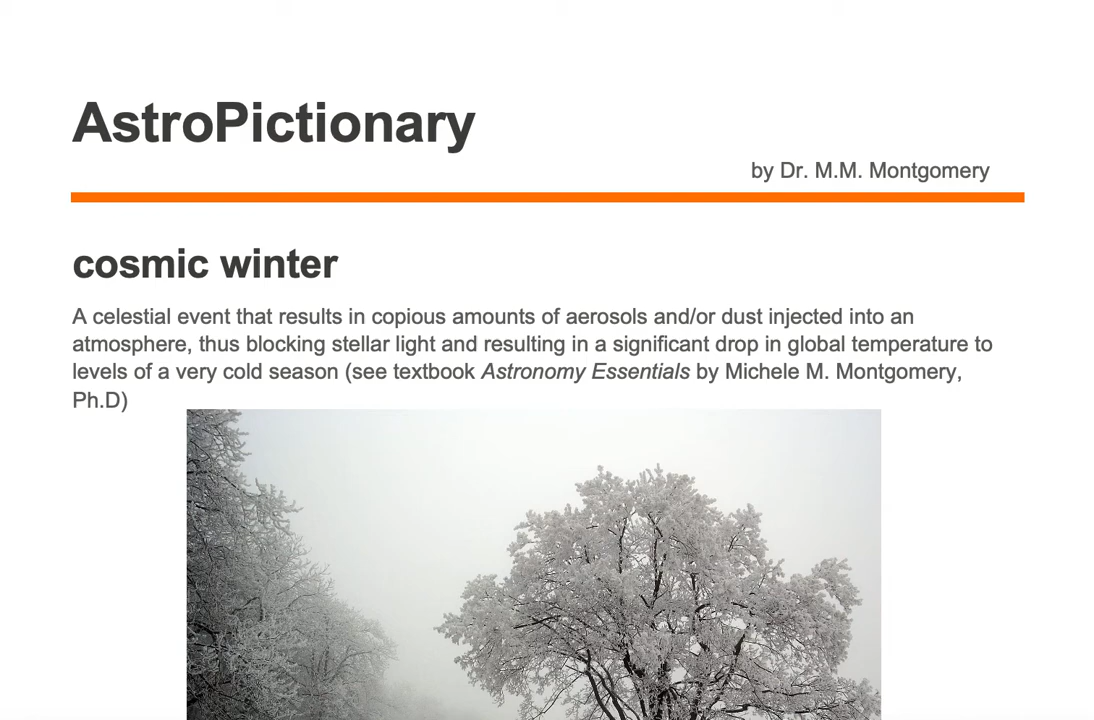 AstroPictionary
by Dr. M.M. Montgomery
cosmic winter
A celestial event that results in copious amounts of aerosols and/or dust injected into an
atmosphere, thus blocking stellar light and resulting in a significant drop in global temperature to
levels of a very cold season (see textbook Astronomy Essentials by Michele M. Montgomery,
Ph.D)